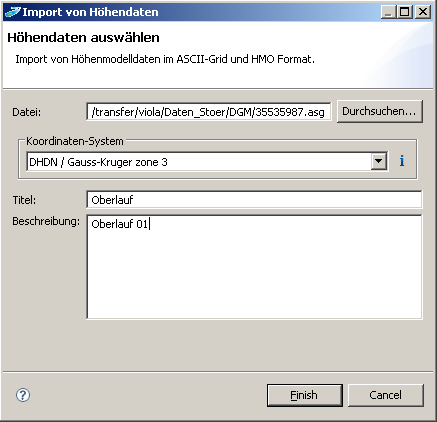 Import von Höhendaten
Höhendaten auswählen
Import von Höhenmodelldaten im ASCII-Grid und HMO Format.
Datei: /transfer/viola/Daten_Stoer/DGM/35535987.asg Durchsuchen...
Koordinaten-System
DHDN / Gauss-Kruger zone 3 i
Titel: Oberlauf
Beschreibung: Oberlauf 01
? Finish Cancel